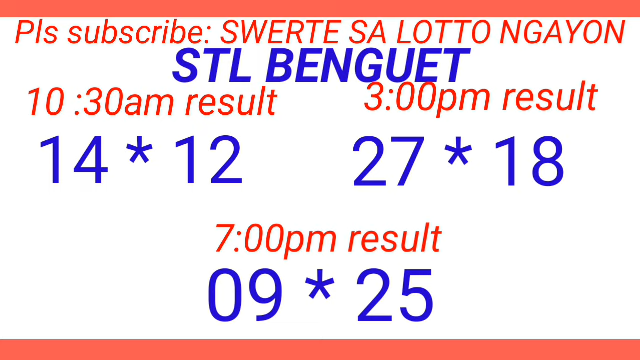 Pls subscribe: SWERTE SA LOTTO NGAYON
STL BENGUET
10 :30am result
14 * 12
3:00pm result
27 * 18
7:00pm result
09 * 25